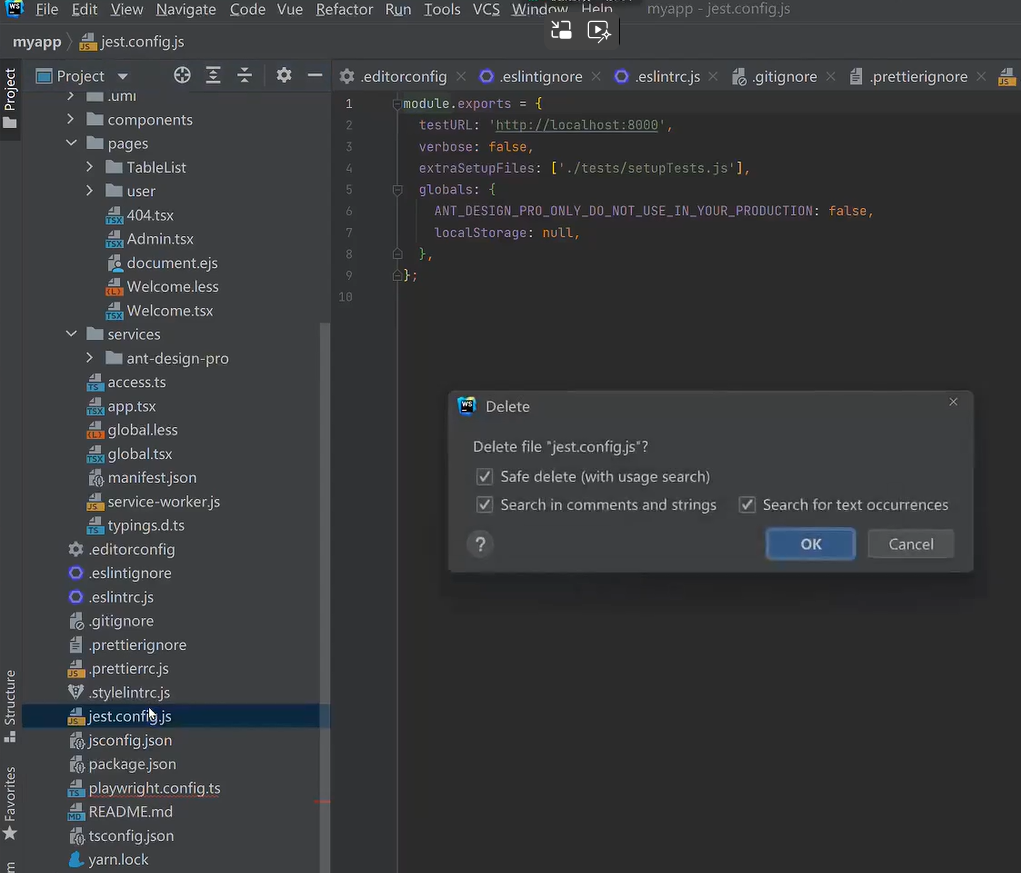 File Edit View Navigate Code Vue Refactor Run Tools VCS Window Help myapp - jest.config.js
myapp jest.config.js
Project
Project
.editorconfig .eslintignore .eslintrc.js .gitignore .prettierignore
.umi
components
pages
TableList
user
404.tsx
Admin.tsx
document.ejs
Welcome.less
Welcome.tsx
services
ant-design-pro
access.ts
app.tsx
global.less
global.tsx
manifest.json
service-worker.js
typings.d.ts
.editorconfig
.eslintignore
.eslintrc.js
.gitignore
.prettierignore
.prettierrc.js
.stylelintrc.js
jest.config.js
jsconfig.json
package.json
playwright.config.ts
README.md
tsconfig.json
yarn.lock
Structure
Favorites
1 module.exports = {
2 testURL: 'http://localhost:8000',
3 verbose: false,
4 extraSetupFiles: ['./tests/setupTests.js'],
5 globals: {
6 ANT_DESIGN_PRO_ONLY_DO_NOT_USE_IN_YOUR_PRODUCTION: false,
7 localStorage: null,
8 },
9 };
10
Delete
Delete file "jest.config.js"?
Safe delete (with usage search)
Search in comments and strings Search for text occurrences
? OK Cancel